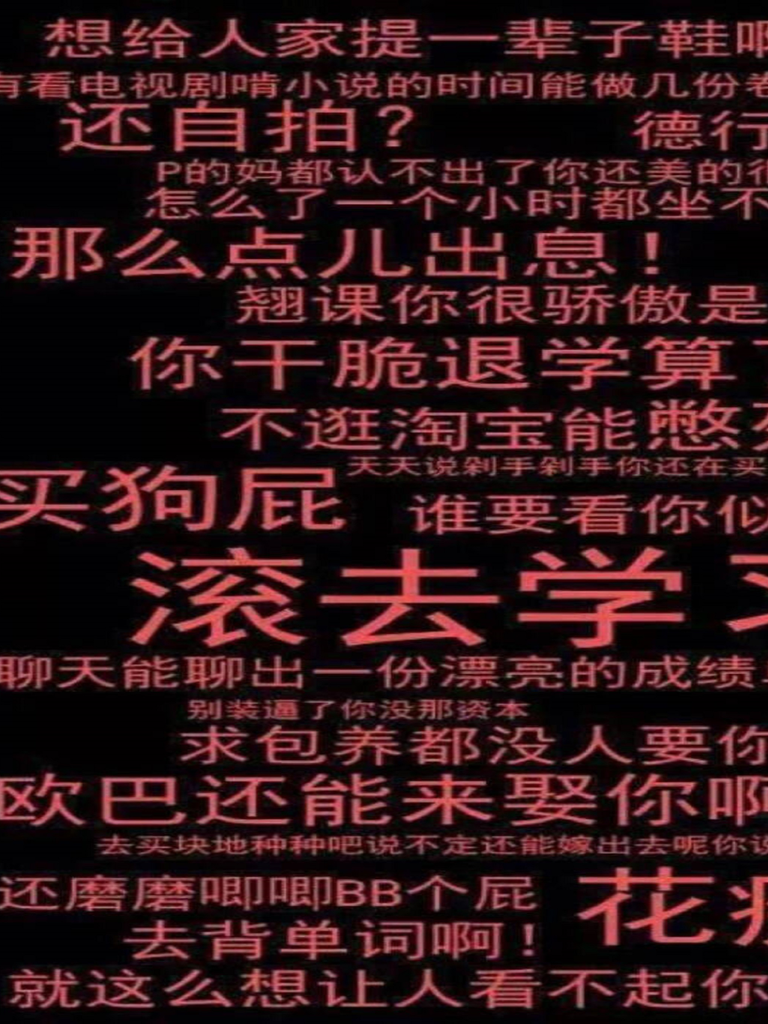 想给人家提一辈子鞋啊
有看电视剧啃小说的时间能做几份卷
还自拍？ 德行
P的妈都认不出了你还美的很
怎么了一个小时都坐不
那么点儿出息！
翘课你很骄傲是
你干脆退学算了
不逛淘宝能憋死
天天说剁手剁手你还在买
买狗屁 谁要看你似
滚去学习
聊天能聊出一份漂亮的成绩单
别装逼了你没那资本
求包养都没人要你
欧巴还能来娶你啊
去买块地种种吧说不定还能嫁出去呢你说
还磨磨唧唧BB个屁 花痴
去背单词啊！
就这么想让人看不起你